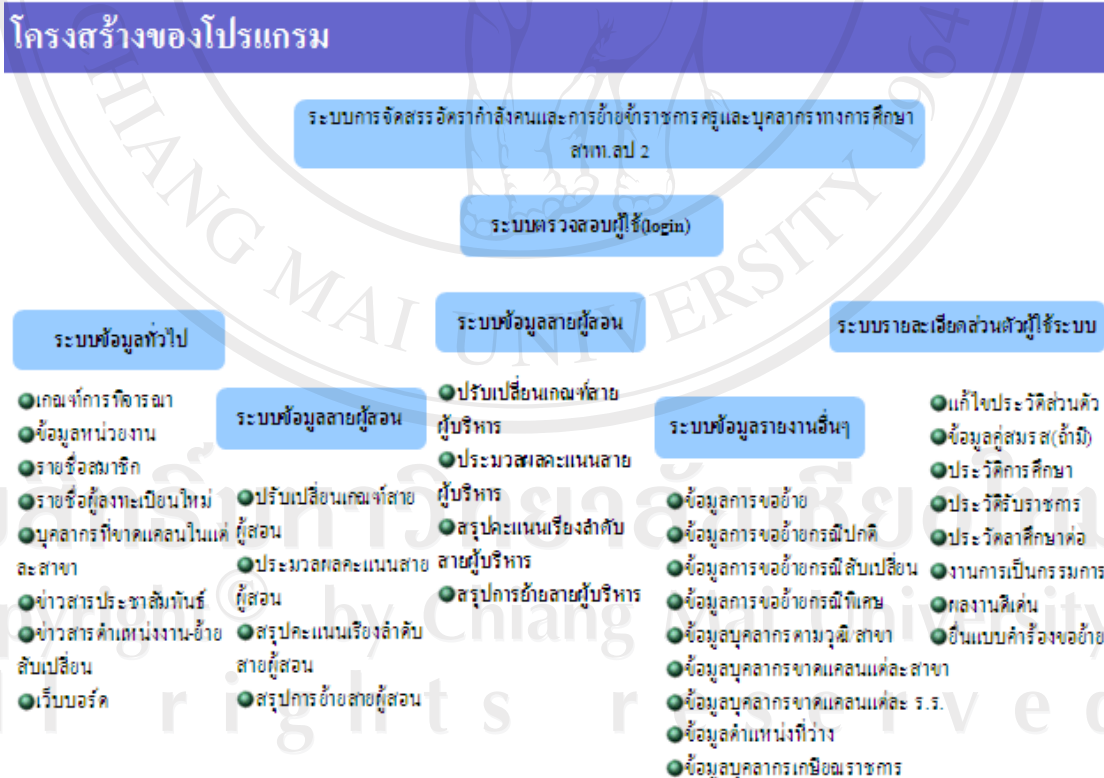 โครงสร้างของโปรแกรม
ระบบการจัดสรรอัตรากำลังคนและการย้ายข้าราชการครูและบุคลากรทางการศึกษา
สพท.ลป 2
ระบบตรวจสอบผู้ใช้(login)
ระบบข้อมูลทั่วไป
เกณฑ์การพิจารณา
ข้อมูลหน่วยงาน
รายชื่อสมาชิก
รายชื่อผู้ลงทะเบียนใหม่
บุคลากรที่ขาดแคลนในแต่
ละสาขา
ข่าวสารประชาสัมพันธ์
ข่าวสารตำแหน่งงาน-ย้าย
สับเปลี่ยน
เว็บบอร์ด
ระบบข้อมูลสายผู้สอน
ปรับเปลี่ยนเกณฑ์สาย
ผู้สอน
ประมวลผลคะแนนสาย
ผู้สอน
สรุปคะแนนเรียงลำดับ
สายผู้สอน
สรุปการย้ายสายผู้สอน
ระบบข้อมูลสายผู้สอน
ปรับเปลี่ยนเกณฑ์สาย
ผู้บริหาร
ประมวลผลคะแนนสาย
ผู้บริหาร
สรุปคะแนนเรียงลำดับ
สายผู้บริหาร
สรุปการย้ายสายผู้บริหาร
ระบบข้อมูลรายงานอื่นๆ
ข้อมูลการขอย้าย
ข้อมูลการขอย้ายกรณีปกติ
ข้อมูลการขอย้ายกรณีสับเปลี่ยน
ข้อมูลการขอย้ายกรณีพิเศษ
ข้อมูลบุคลากรตามวุฒิ/สาขา
ข้อมูลบุคลากรขาดแคลนแต่ละสาขา
ข้อมูลบุคลากรขาดแคลนแต่ละ ร.ร.
ข้อมูลตำแหน่งที่ว่าง
ข้อมูลบุคลากรเกษียณราชการ
ระบบรายละเอียดส่วนตัวผู้ใช้ระบบ
แก้ไขประวัติส่วนตัว
ข้อมูลคู่สมรส(ถ้ามี)
ประวัติการศึกษา
ประวัติรับราชการ
ประวัตลาศึกษาต่อ
งานการเป็นกรรมการ
ผลงานดีเด่น
ยื่นแบบคำร้องขอย้าย
CHIANG MAI UNIVERSITY 1964
by Chiang Mai University
rights reserved